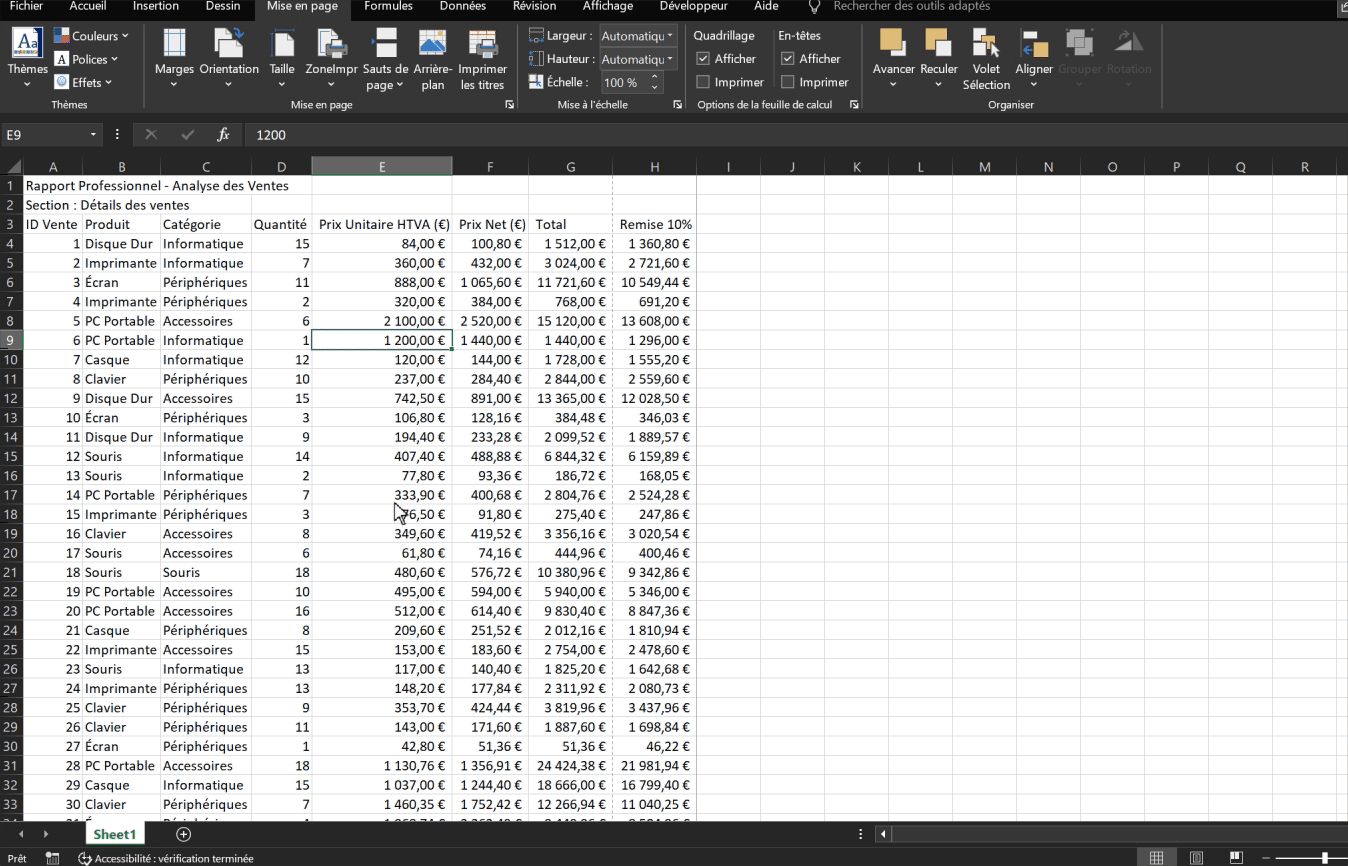 Fichier Accueil Insertion Dessin Mise en page Formules Données Révision Affichage Développeur Aide Rechercher des outils adaptés
Thèmes
Couleurs
Polices
Effets
Thèmes
Marges Orientation Taille ZoneImpr Sauts de page Arrière-plan Imprimer les titres
Mise en page
Largeur : Automatiqu
Hauteur : Automatiqu
Échelle : 100 %
Mise à l'échelle
Quadrillage En-têtes
Afficher Afficher
Imprimer Imprimer
Options de la feuille de calcul
Avancer Reculer Volet Sélection Aligner Grouper Rotation
Organiser
E9 fx 1200
A B C D E F G H I J K L M N O P Q R
1 Rapport Professionnel - Analyse des Ventes
2 Section : Détails des ventes
3 ID Vente Produit Catégorie Quantité Prix Unitaire HTVA (€) Prix Net (€) Total Remise 10%
4 1 Disque Dur Informatique 15 84,00 € 100,80 € 1 512,00 € 1 360,80 €
5 2 Imprimante Informatique 7 360,00 € 432,00 € 3 024,00 € 2 721,60 €
6 3 Écran Périphériques 11 888,00 € 1 065,60 € 11 721,60 € 10 549,44 €
7 4 Imprimante Périphériques 2 320,00 € 384,00 € 768,00 € 691,20 €
8 5 PC Portable Accessoires 6 2 100,00 € 2 520,00 € 15 120,00 € 13 608,00 €
9 6 PC Portable Informatique 1 1 200,00 € 1 440,00 € 1 440,00 € 1 296,00 €
10 7 Casque Informatique 12 120,00 € 144,00 € 1 728,00 € 1 555,20 €
11 8 Clavier Périphériques 10 237,00 € 284,40 € 2 844,00 € 2 559,60 €
12 9 Disque Dur Accessoires 15 742,50 € 891,00 € 13 365,00 € 12 028,50 €
13 10 Écran Périphériques 3 106,80 € 128,16 € 384,48 € 346,03 €
14 11 Disque Dur Informatique 9 194,40 € 233,28 € 2 099,52 € 1 889,57 €
15 12 Souris Informatique 14 407,40 € 488,88 € 6 844,32 € 6 159,89 €
16 13 Souris Informatique 2 77,80 € 93,36 € 186,72 € 168,05 €
17 14 PC Portable Périphériques 7 333,90 € 400,68 € 2 804,76 € 2 524,28 €
18 15 Imprimante Périphériques 3 76,50 € 91,80 € 275,40 € 247,86 €
19 16 Clavier Accessoires 8 349,60 € 419,52 € 3 356,16 € 3 020,54 €
20 17 Souris Accessoires 6 61,80 € 74,16 € 444,96 € 400,46 €
21 18 Souris Souris 18 480,60 € 576,72 € 10 380,96 € 9 342,86 €
22 19 PC Portable Accessoires 10 495,00 € 594,00 € 5 940,00 € 5 346,00 €
23 20 PC Portable Accessoires 16 512,00 € 614,40 € 9 830,40 € 8 847,36 €
24 21 Casque Périphériques 8 209,60 € 251,52 € 2 012,16 € 1 810,94 €
25 22 Imprimante Accessoires 15 153,00 € 183,60 € 2 754,00 € 2 478,60 €
26 23 Souris Informatique 13 117,00 € 140,40 € 1 825,20 € 1 642,68 €
27 24 Imprimante Périphériques 13 148,20 € 177,84 € 2 311,92 € 2 080,73 €
28 25 Clavier Périphériques 9 353,70 € 424,44 € 3 819,96 € 3 437,96 €
29 26 Clavier Périphériques 11 143,00 € 171,60 € 1 887,60 € 1 698,84 €
30 27 Écran Périphériques 1 42,80 € 51,36 € 51,36 € 46,22 €
31 28 PC Portable Accessoires 18 1 130,76 € 1 356,91 € 24 424,38 € 21 981,94 €
32 29 Casque Informatique 15 1 037,00 € 1 244,40 € 18 666,00 € 16 799,40 €
33 30 Clavier Périphériques 7 1 460,35 € 1 752,42 € 12 266,94 € 11 040,25 €
Sheet1
Prêt Accessibilité : vérification terminée